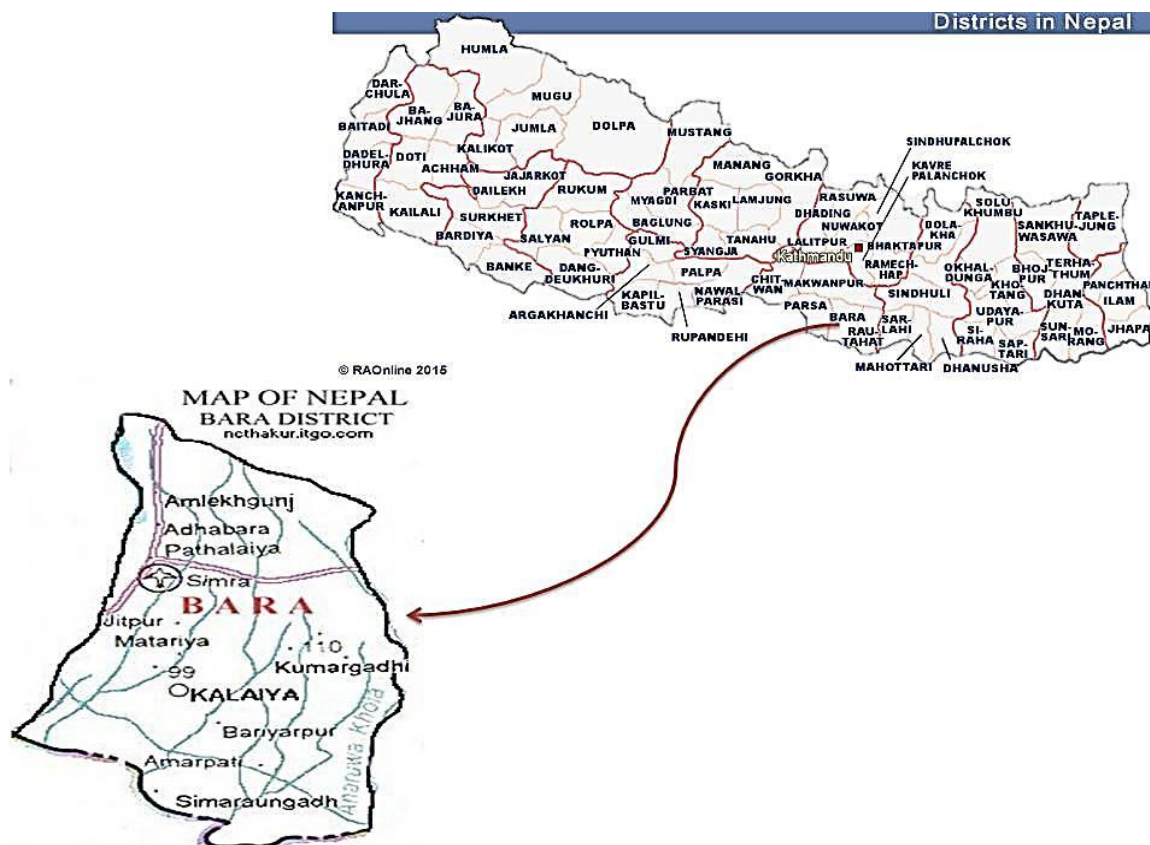 Districts in Nepal
HUMLA
DAR-
CHULA
BA-
JHANG
BA-
JURA
MUGU
BAITADI
JUMLA
DOLPA
MUSTANG
DADEL-
DHURA
DOTI
ACHHAM
KALIKOT
SINDHUPALCHOK
MANANG
GORKHA
KAVRE
PALANCHOK
JAJARKOT
DAILEKH
RUKUM
PARBAT
MYAGDI
KASKI
LAMJUNG
RASUWA
DHADING
NUWAKOT
KANCH-
ANPUR
KAILALI
SURKHET
ROLPA
BAGLUNG
SOLU
KHUMBU
DOLA-
KHA
SANKHU-
WASAWA
TAPLE-
JUNG
BARDIYA
SALYAN
PYUTHAN
GULMI
SYANGJA
TANAHU
LALITPUR
BHAKTAPUR
Kathmandu
RAMECH-
HAP
OKHAL-
DUNGA
BHOJ-
PUR
TERHA-
THUM
BANKE
DANG-
DEUKHURI
PALPA
CHIT-
WAN
MAKWANPUR
SINDHULI
KHO-
TANG
DHAN-
KUTA
PANCHTHAR
ILAM
ARGAKHANCHI
KAPIL-
BASTU
NAWAL-
PARASI
PARSA
BARA
RAU-
TAHAT
SAR-
LAHI
UDAYA-
PUR
SI-
RAHA
SAP-
TARI
SUN-
SARI
MO-
RANG
JHAPA
RUPANDEHI
MAHOTTARI
DHANUSHA
© RAOnline 2015
MAP OF NEPAL
BARA DISTRICT
ncthakur.itgo.com
Amlekhgunj
Adhabara
Pathalaiya
Simra
BARA
Jitpur
Matariya
110
Kumargadhi
99
KALAIYA
Bariyarpur
Amarpati
Simaraungadh
Anaruwa Khola